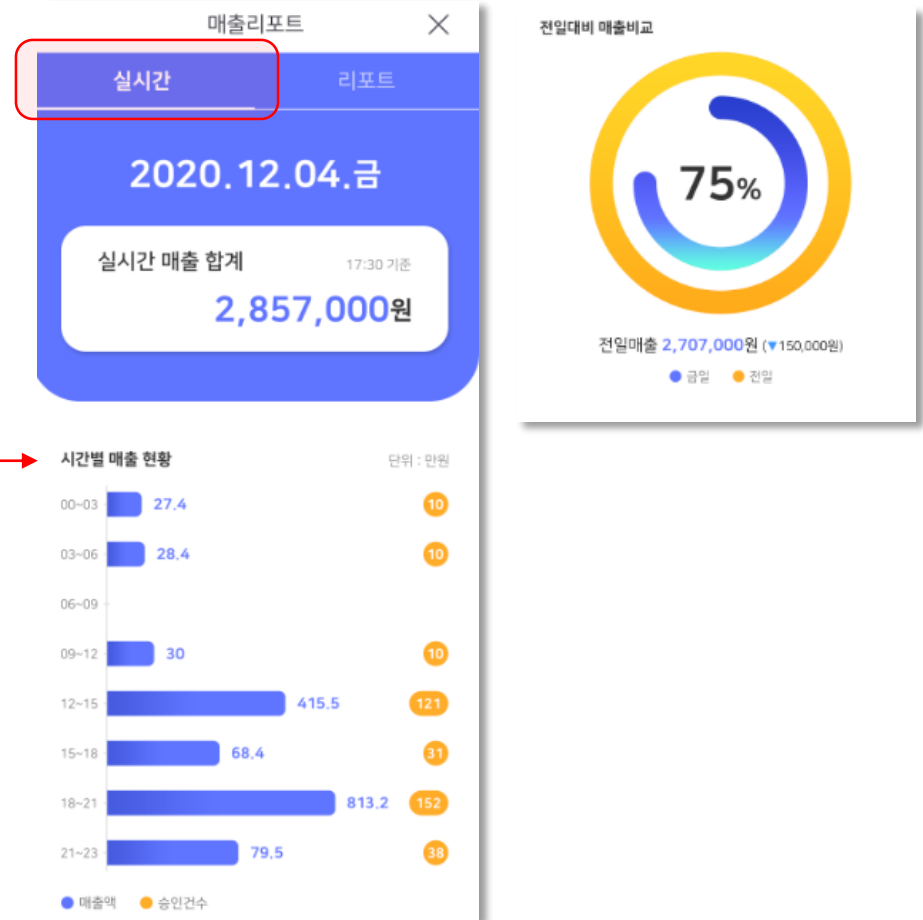 매출리포트
실시간 리포트
2020.12.04.금
실시간 매출 합계 17:30 기준
2,857,000원
시간별 매출 현황 단위 : 만원
00~03 27.4 10
03~06 28.4 10
06~09
09~12 30 10
12~15 415.5 121
15~18 68.4 31
18~21 813.2 152
21~23 79.5 38
매출액 승인건수
전일대비 매출비교
75%
전일매출 2,707,000원 (▼150,000원)
금일 전일